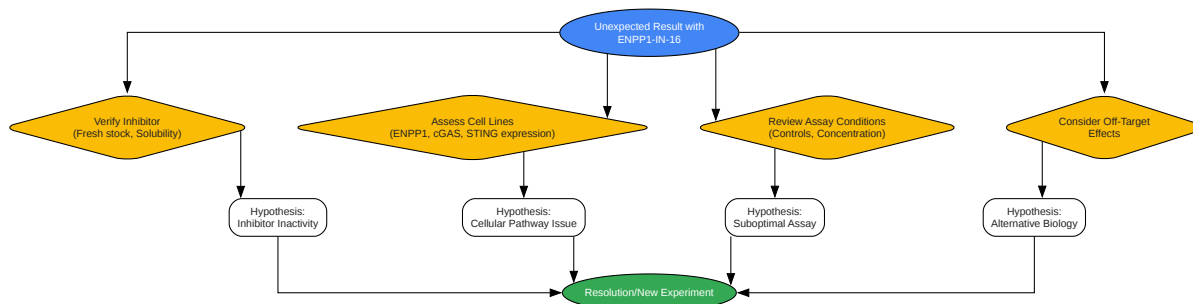 Unexpected Result with
ENPP1-IN-16
Verify Inhibitor
(Fresh stock, Solubility)
Assess Cell Lines
(ENPP1, cGAS, STING expression)
Review Assay Conditions
(Controls, Concentration)
Consider Off-Target
Effects
Hypothesis:
Inhibitor Inactivity
Hypothesis:
Cellular Pathway Issue
Hypothesis:
Suboptimal Assay
Hypothesis:
Alternative Biology
Resolution/New Experiment